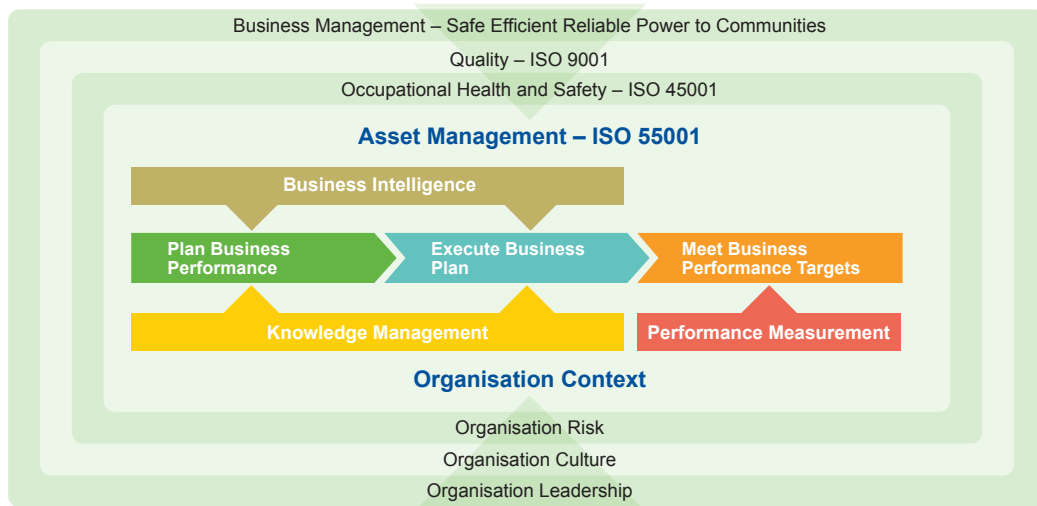 Business Management – Safe Efficient Reliable Power to Communities
Quality – ISO 9001
Occupational Health and Safety – ISO 45001
Asset Management – ISO 55001
Business Intelligence
Plan Business
Performance
Execute Business
Plan
Meet Business
Performance Targets
Knowledge Management
Performance Measurement
Organisation Context
Organisation Risk
Organisation Culture
Organisation Leadership